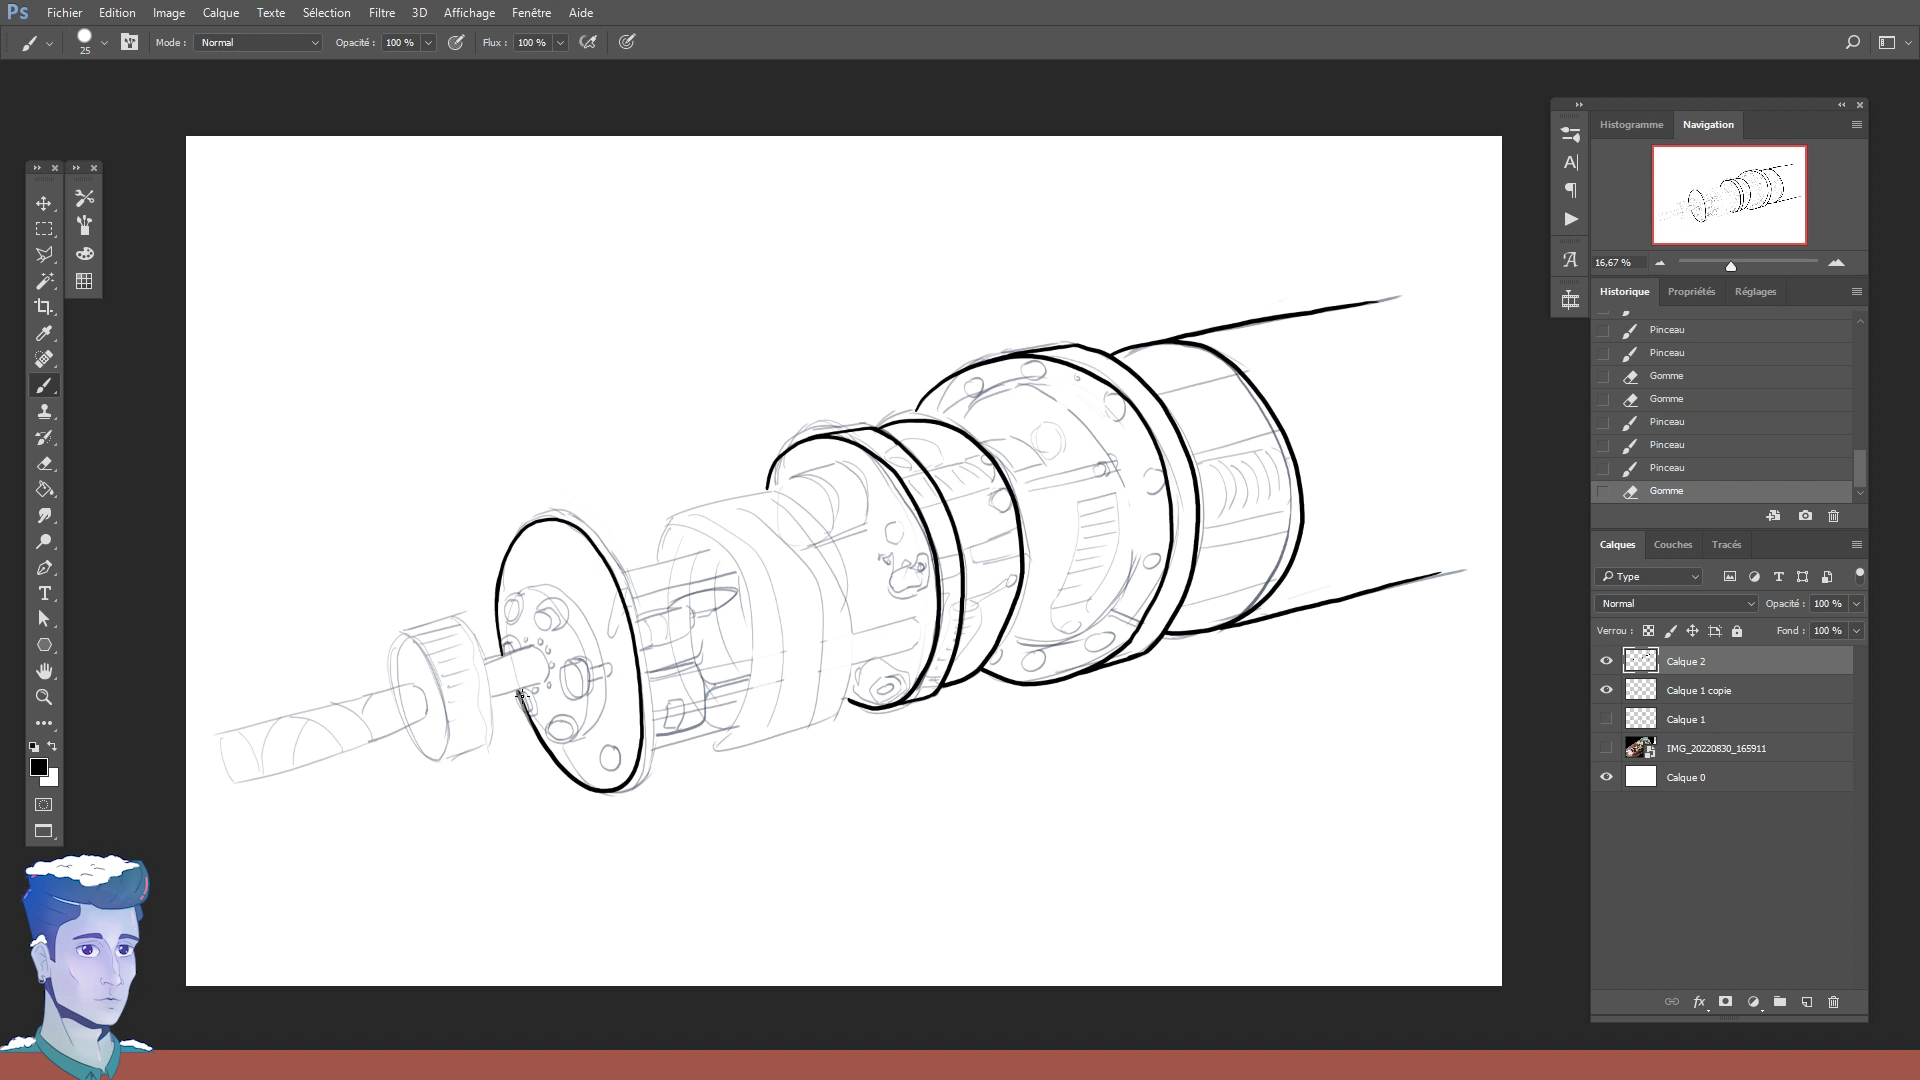 Ps Fichier Edition Image Calque Texte Sélection Filtre 3D Affichage Fenêtre Aide
25 Mode : Normal Opacité : 100 % Flux : 100 %
Histogramme Navigation
16,67 %
Historique Propriétés Réglages
Pinceau
Pinceau
Gomme
Gomme
Pinceau
Pinceau
Pinceau
Gomme
Calques Couches Tracés
Type
Normal Opacité : 100 %
Verrou : Fond : 100 %
Calque 2
Calque 1 copie
Calque 1
IMG_20220830_165911
Calque 0
fx